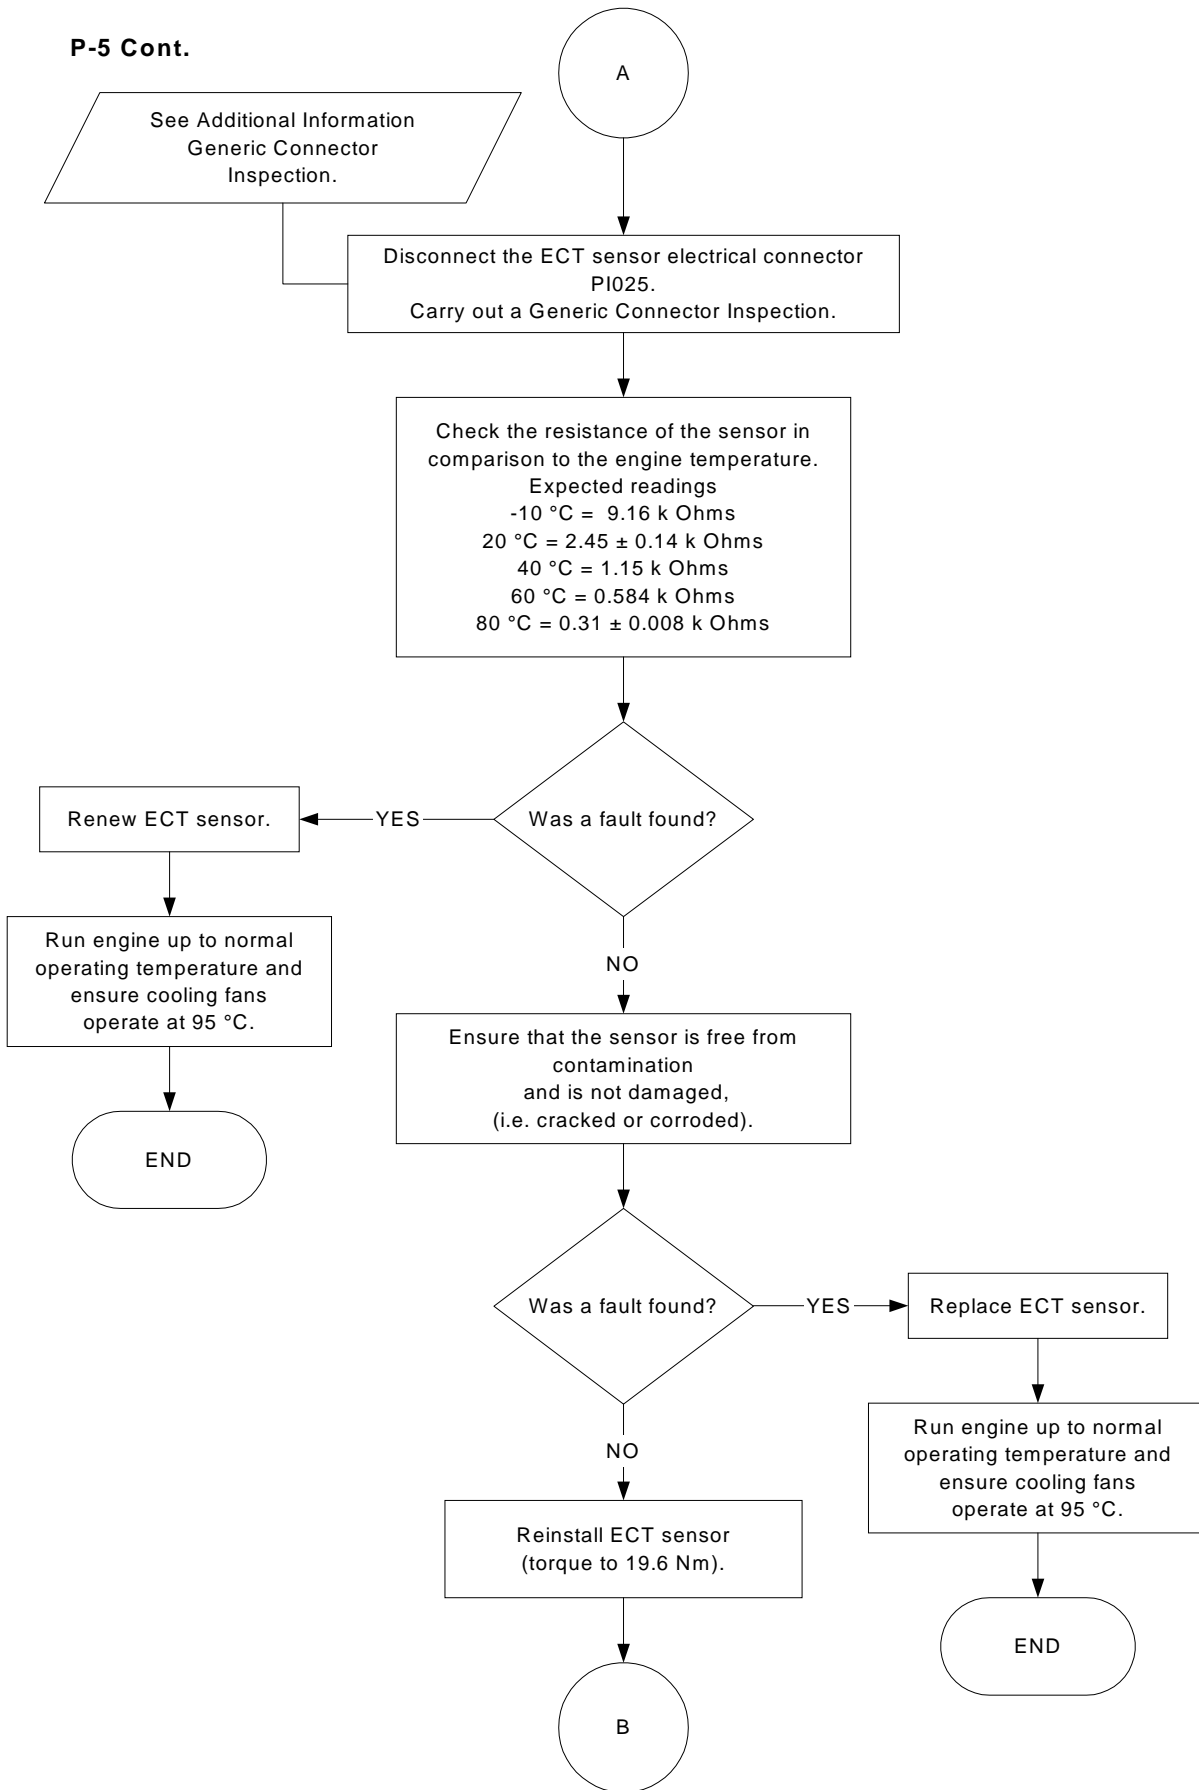 P-5 Cont.
A
See Additional Information
Generic Connector
Inspection.
Disconnect the ECT sensor electrical connector
PI025.
Carry out a Generic Connector Inspection.
Check the resistance of the sensor in
comparison to the engine temperature.
Expected readings
-10 °C = 9.16 k Ohms
20 °C = 2.45 ± 0.14 k Ohms
40 °C = 1.15 k Ohms
60 °C = 0.584 k Ohms
80 °C = 0.31 ± 0.008 k Ohms
Was a fault found?
YES
Renew ECT sensor.
Run engine up to normal
operating temperature and
ensure cooling fans
operate at 95 °C.
END
NO
Ensure that the sensor is free from
contamination
and is not damaged,
(i.e. cracked or corroded).
Was a fault found?
YES
Replace ECT sensor.
Run engine up to normal
operating temperature and
ensure cooling fans
operate at 95 °C.
END
NO
Reinstall ECT sensor
(torque to 19.6 Nm).
B